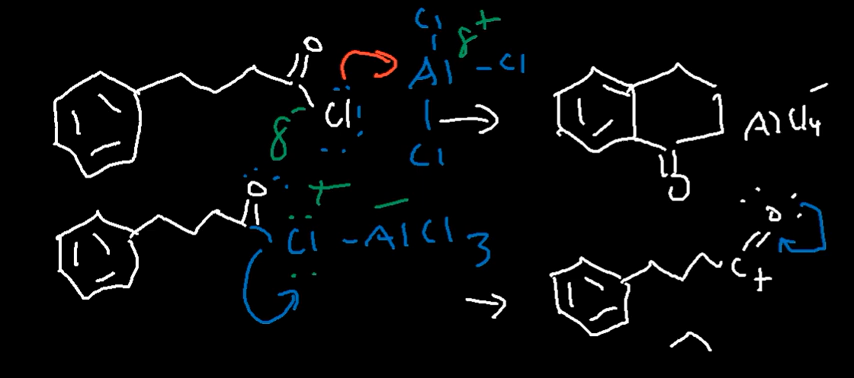 Cl
O δ+
Al - Cl
Cl
δ-
Cl
AlCl4-
O
O + -
Cl - AlCl3
O
C
+